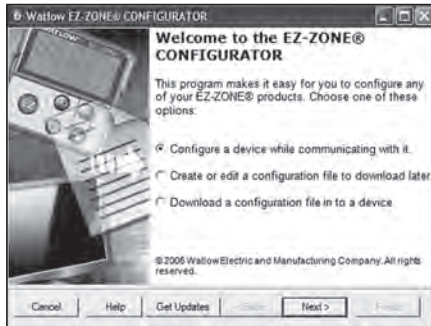 Watlow EZ-ZONE® CONFIGURATOR
Welcome to the EZ-ZONE®
CONFIGURATOR
This program makes it easy for you to configure any
of your EZ-ZONE® products. Choose one of these
options:
Configure a device while communicating with it.
Create or edit a configuration file to download later
Download a configuration file in to a device
©2006 Watlow Electric and Manufacturing Company. All rights
reserved.
Cancel Help Get Updates Next >